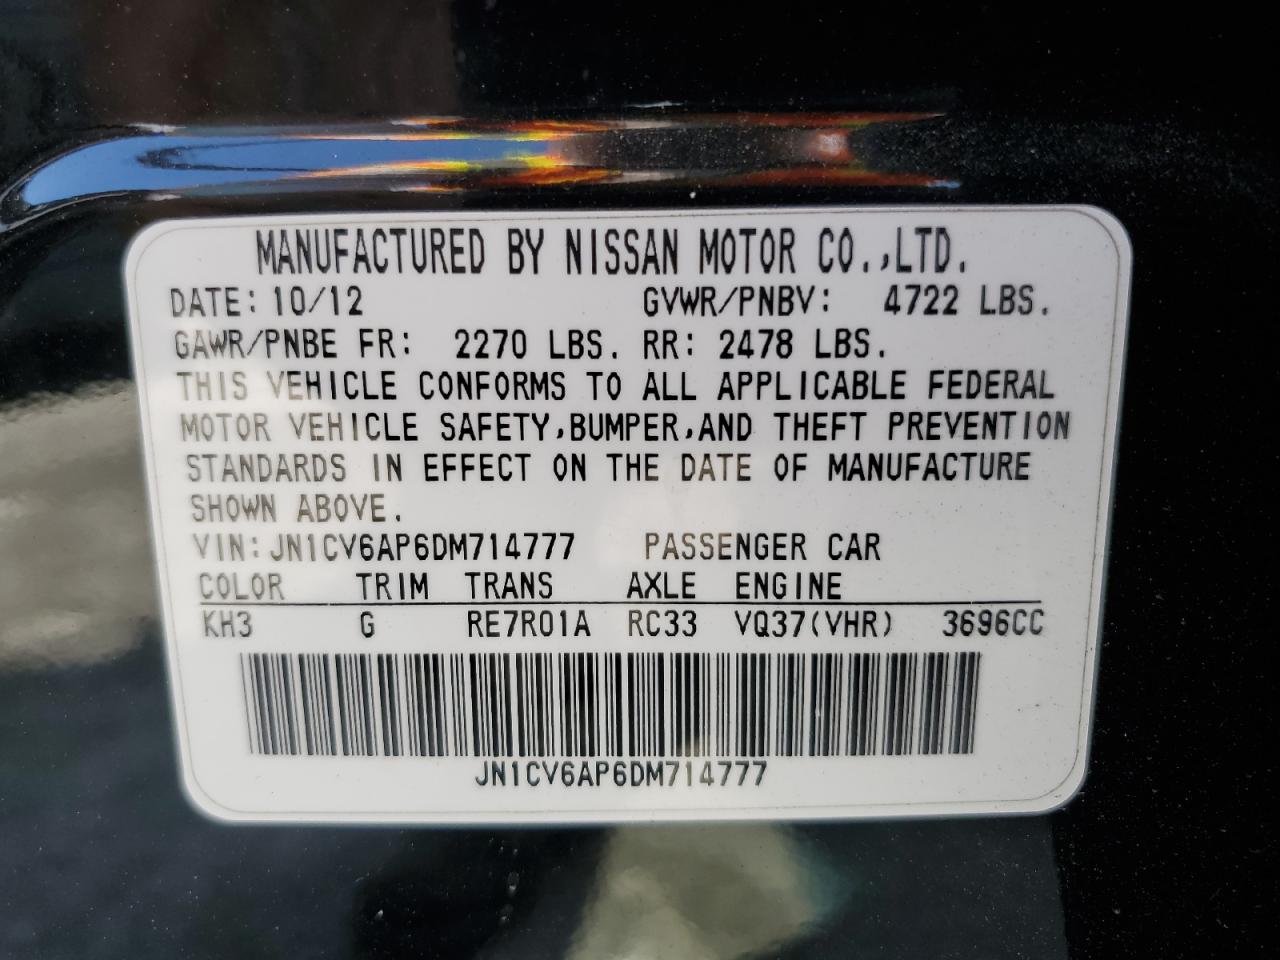 MANUFACTURED BY NISSAN MOTOR CO.,LTD.
DATE: 10/12 GVWR/PNBV: 4722 LBS.
GAWR/PNBE FR: 2270 LBS. RR: 2478 LBS.
THIS VEHICLE CONFORMS TO ALL APPLICABLE FEDERAL
MOTOR VEHICLE SAFETY,BUMPER,AND THEFT PREVENTION
STANDARDS IN EFFECT ON THE DATE OF MANUFACTURE
SHOWN ABOVE.
VIN: JN1CV6AP6DM714777 PASSENGER CAR
COLOR TRIM TRANS AXLE ENGINE
KH3 G RE7R01A RC33 VQ37(VHR) 3696CC
JN1CV6AP6DM714777